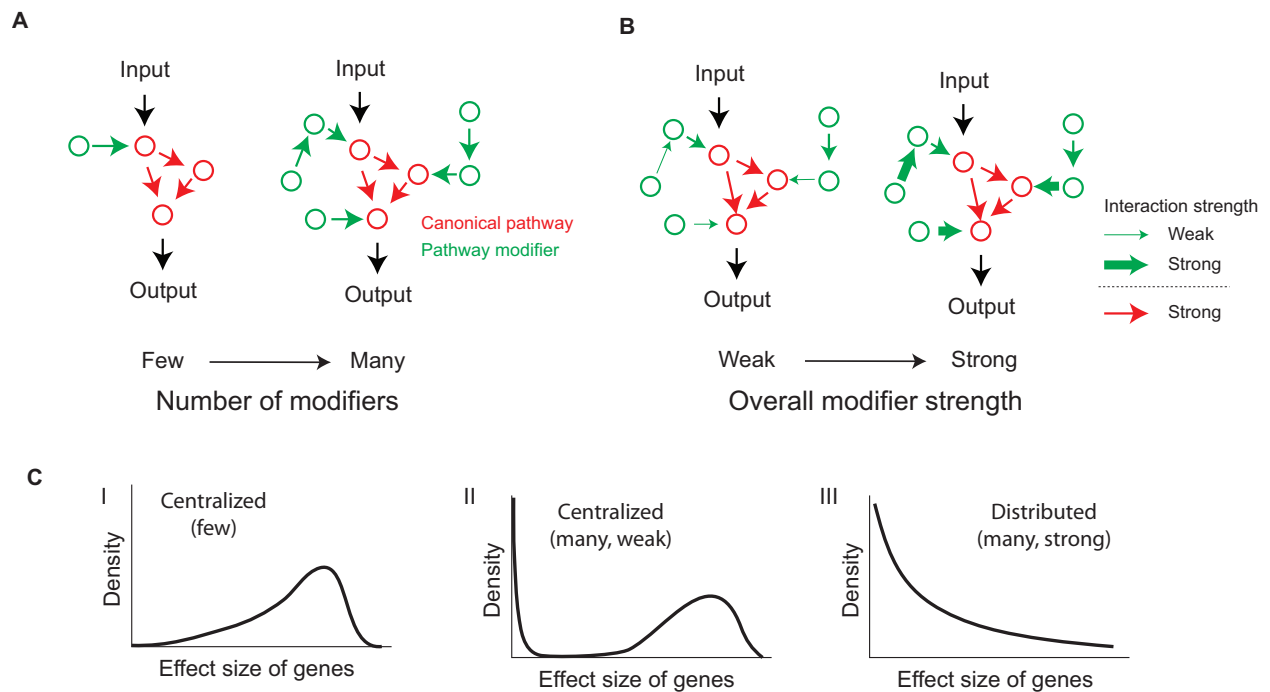 A
Input
Input
Canonical pathway
Pathway modifier
Output
Output
Few
Many
Number of modifiers
B
Input
Input
Interaction strength
Weak
Strong
Strong
Output
Output
Weak
Strong
Overall modifier strength
C
I
Centralized
(few)
Density
Effect size of genes
II
Centralized
(many, weak)
Density
Effect size of genes
III
Distributed
(many, strong)
Density
Effect size of genes